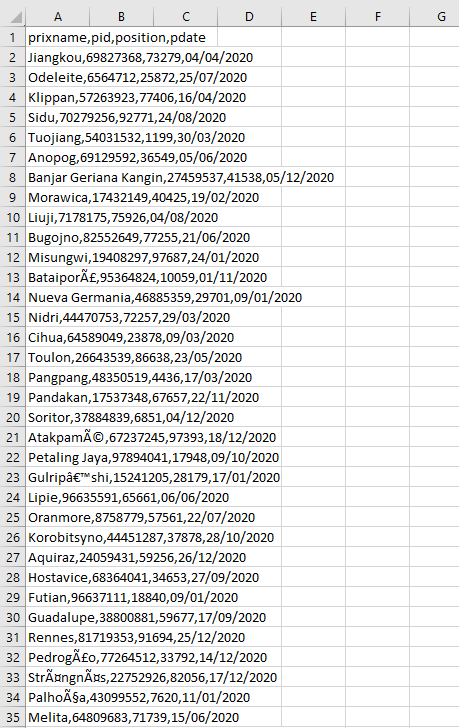 A B C D E F G
1 prixname,pid,position,pdate
2 Jiangkou,69827368,73279,04/04/2020
3 Odeleite,6564712,25872,25/07/2020
4 Klippan,57263923,77406,16/04/2020
5 Sidu,70279256,92771,24/08/2020
6 Tuojiang,54031532,1199,30/03/2020
7 Anopog,69129592,36549,05/06/2020
8 Banjar Geriana Kangin,27459537,41538,05/12/2020
9 Morawica,17432149,40425,19/02/2020
10 Liuji,7178175,75926,04/08/2020
11 Bugojno,82552649,77255,21/06/2020
12 Misungwi,19408297,97687,24/01/2020
13 BataiporÃ£,95364824,10059,01/11/2020
14 Nueva Germania,46885359,29701,09/01/2020
15 Nidri,44470753,72257,29/03/2020
16 Cihua,64589049,23878,09/03/2020
17 Toulon,26643539,86638,23/05/2020
18 Pangpang,48350519,4436,17/03/2020
19 Pandakan,17537348,67657,22/11/2020
20 Soritor,37884839,6851,04/12/2020
21 AtakpamÃ©,67237245,97393,18/12/2020
22 Petaling Jaya,97894041,17948,09/10/2020
23 Gulripâ€™shi,15241205,28179,17/01/2020
24 Lipie,96635591,65661,06/06/2020
25 Oranmore,8758779,57561,22/07/2020
26 Korobitsyno,44451287,37878,28/10/2020
27 Aquiraz,24059431,59256,26/12/2020
28 Hostavice,68364041,34653,27/09/2020
29 Futian,96637111,18840,09/01/2020
30 Guadalupe,38800881,59677,17/09/2020
31 Rennes,81719353,91694,25/12/2020
32 PedrogÃ£o,77264512,33792,14/12/2020
33 StrÃ¤ngnÃ¤s,22752926,82056,17/12/2020
34 PalhoÃ§a,43099552,7620,11/01/2020
35 Melita,64809683,71739,15/06/2020